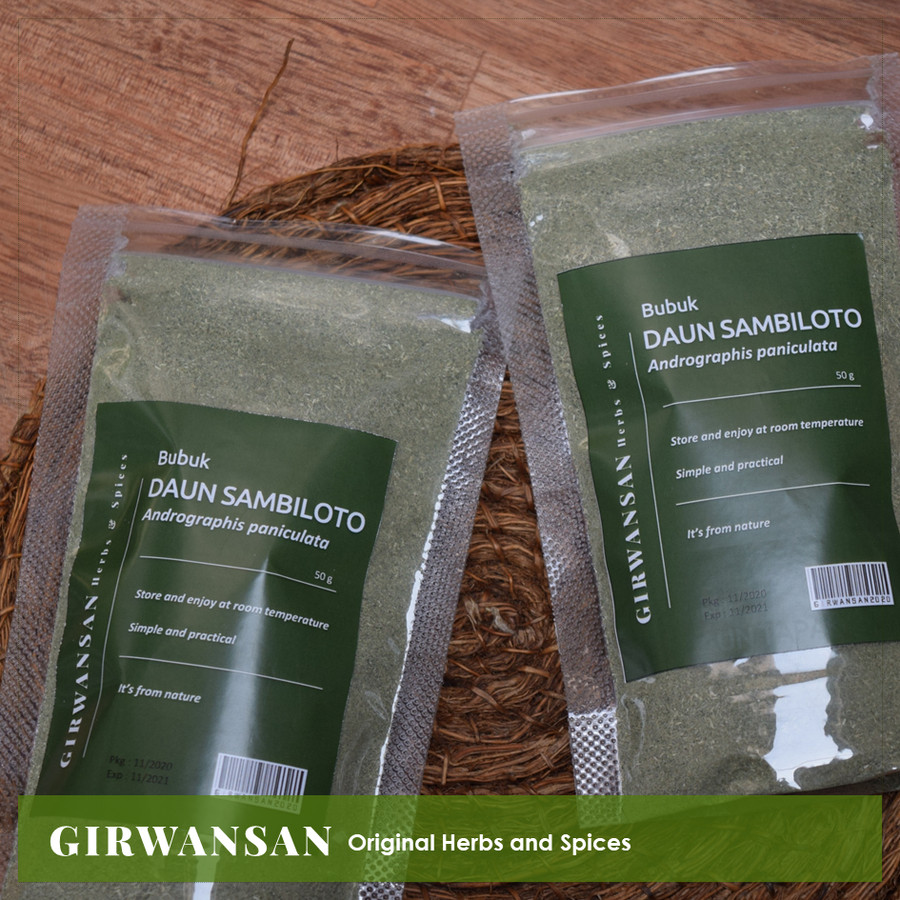 Bubuk
DAUN SAMBILOTO
Andrographis paniculata
50 g
Store and enjoy at room temperature
Simple and practical
It's from nature
Pkg : 11/2020
Exp : 11/2021
GIRWANSAN2020
GIRWANSAN Herbs & Spices
Bubuk
DAUN SAMBILOTO
Andrographis paniculata
50 g
Store and enjoy at room temperature
Simple and practical
It's from nature
Pkg : 11/2020
Exp : 11/2021
GIRWANSAN2020
GIRWANSAN Herbs & Spices
GIRWANSAN Original Herbs and Spices